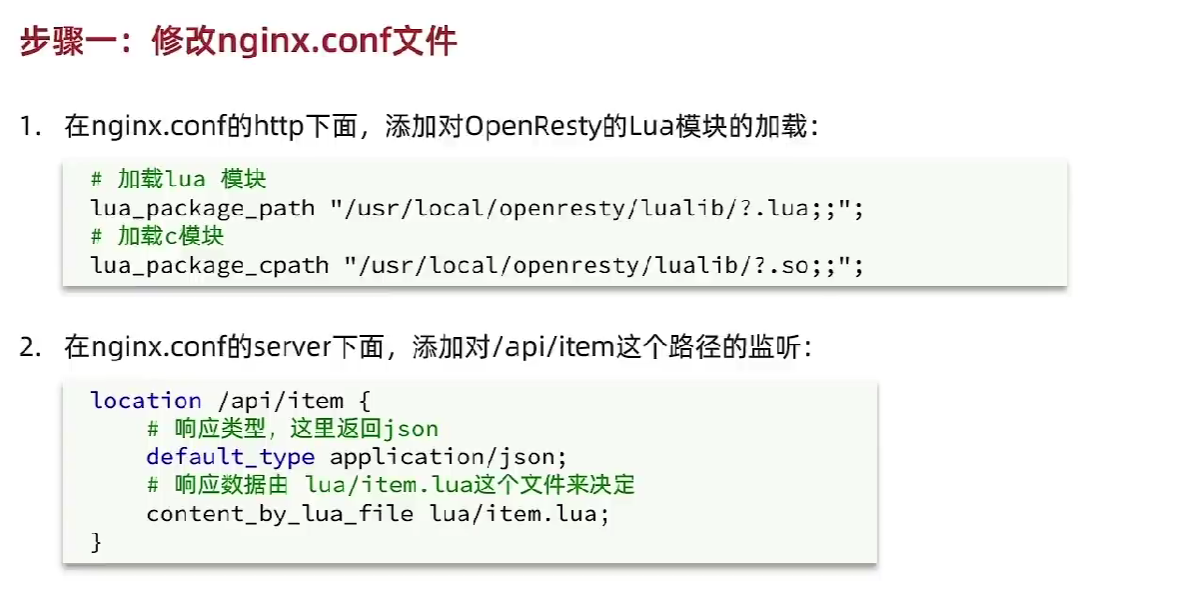 步骤一：修改nginx.conf文件
1. 在nginx.conf的http下面，添加对OpenResty的Lua模块的加载：
# 加载lua 模块
lua_package_path "/usr/local/openresty/lualib/?.lua;;";
# 加载c模块
lua_package_cpath "/usr/local/openresty/lualib/?.so;;";
2. 在nginx.conf的server下面，添加对/api/item这个路径的监听：
location /api/item {
# 响应类型，这里返回json
default_type application/json;
# 响应数据由 lua/item.lua这个文件来决定
content_by_lua_file lua/item.lua;
}